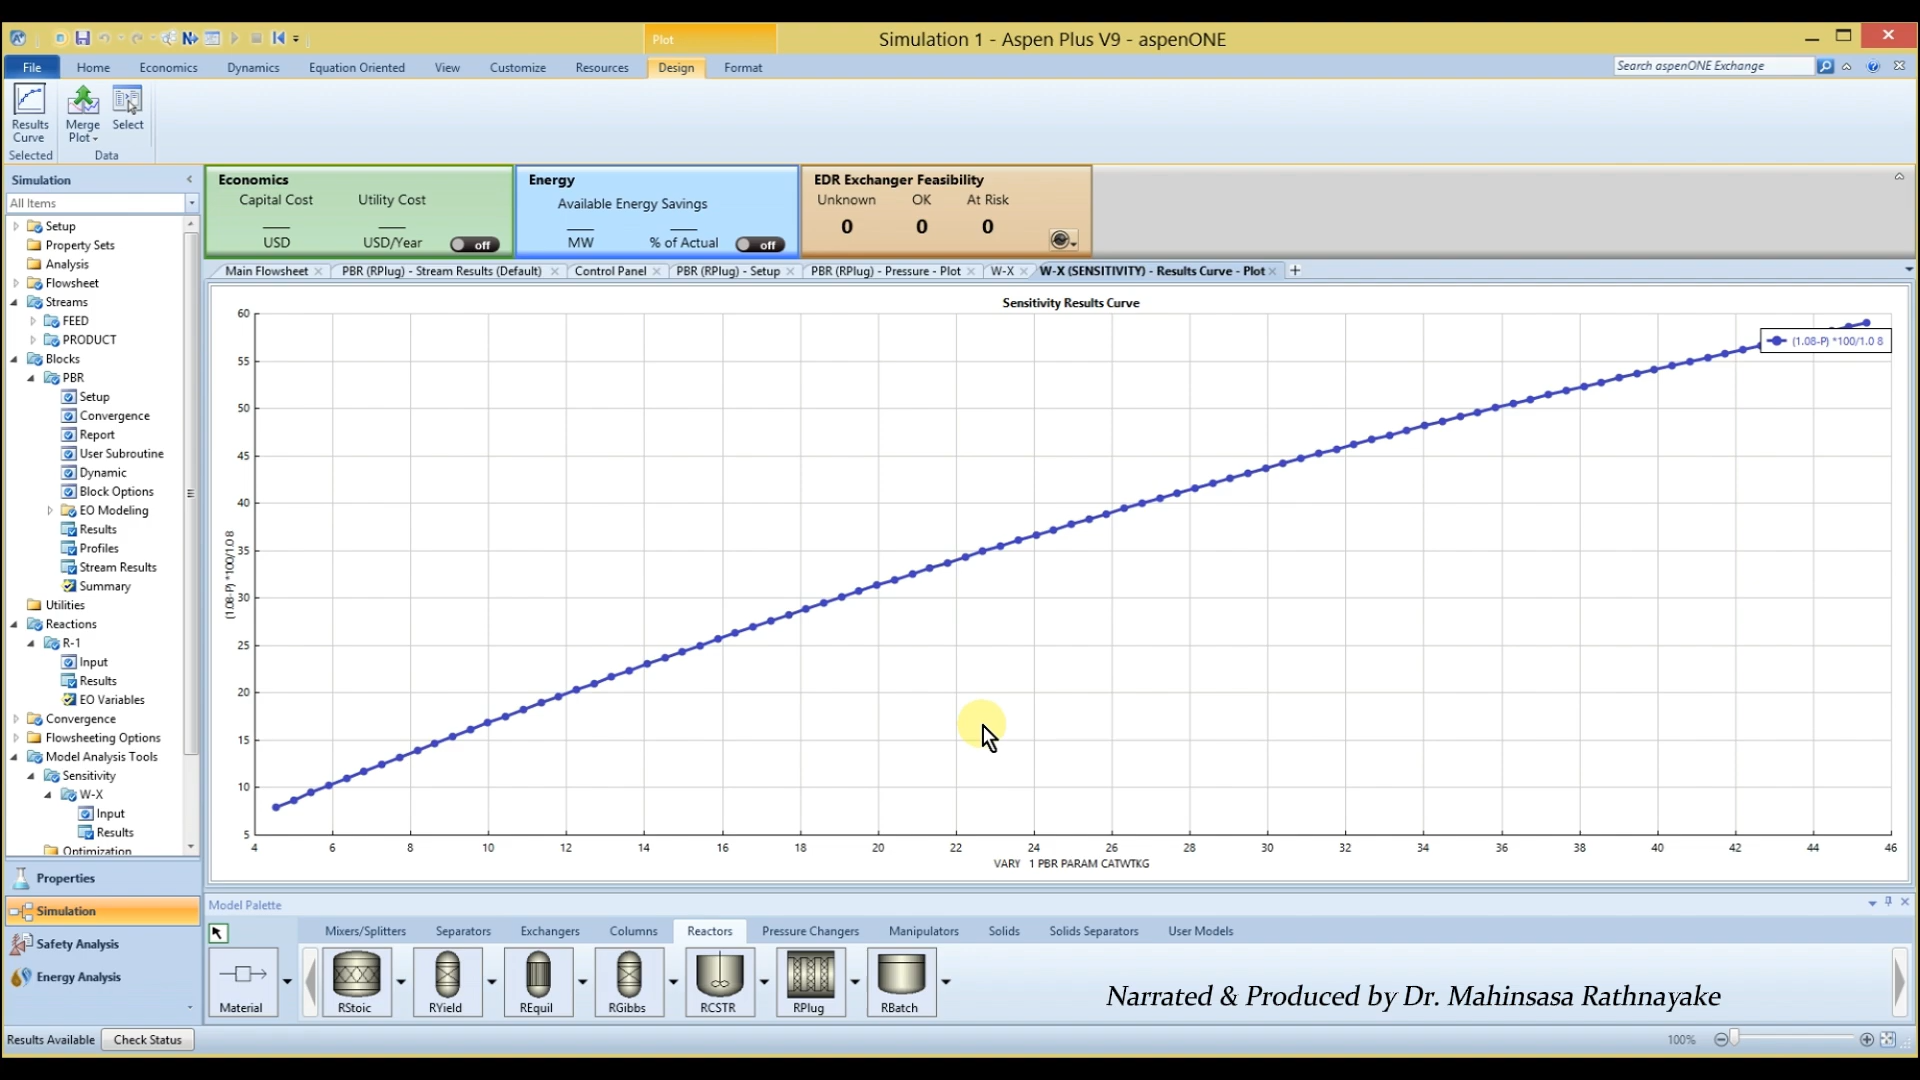 Plot
Simulation 1 - Aspen Plus V9 - aspenONE
File Home Economics Dynamics Equation Oriented View Customize Resources Design Format
Search aspenONE Exchange
Results Curve
Merge Plot
Select
Selected
Data
Simulation
All Items
Setup
Property Sets
Analysis
Flowsheet
Streams
FEED
PRODUCT
Blocks
PBR
Setup
Convergence
Report
User Subroutine
Dynamic
Block Options
EO Modeling
Results
Profiles
Stream Results
Summary
Utilities
Reactions
R-1
Input
Results
EO Variables
Convergence
Flowsheeting Options
Model Analysis Tools
Sensitivity
W-X
Input
Results
Optimization
Properties
Simulation
Safety Analysis
Energy Analysis
Economics
Capital Cost Utility Cost
USD USD/Year off
Energy
Available Energy Savings
MW % of Actual off
EDR Exchanger Feasibility
Unknown OK At Risk
0 0 0
Main Flowsheet PBR (RPlug) - Stream Results (Default) Control Panel PBR (RPlug) - Setup PBR (RPlug) - Pressure - Plot W-X W-X (SENSITIVITY) - Results Curve - Plot
Sensitivity Results Curve
(1.08-P) *100/1.0 8
60
55
50
45
40
35
30
25
20
15
10
5
(1.08-P) *100/1.0 8
4 6 8 10 12 14 16 18 20 22 24 26 28 30 32 34 36 38 40 42 44 46
VARY 1 PBR PARAM CATWTKG
Model Palette
Mixers/Splitters Separators Exchangers Columns Reactors Pressure Changers Manipulators Solids Solids Separators User Models
Material RStoic RYield REquil RGibbs RCSTR RPlug RBatch
Narrated & Produced by Dr. Mahinsasa Rathnayake
Results Available Check Status
100%